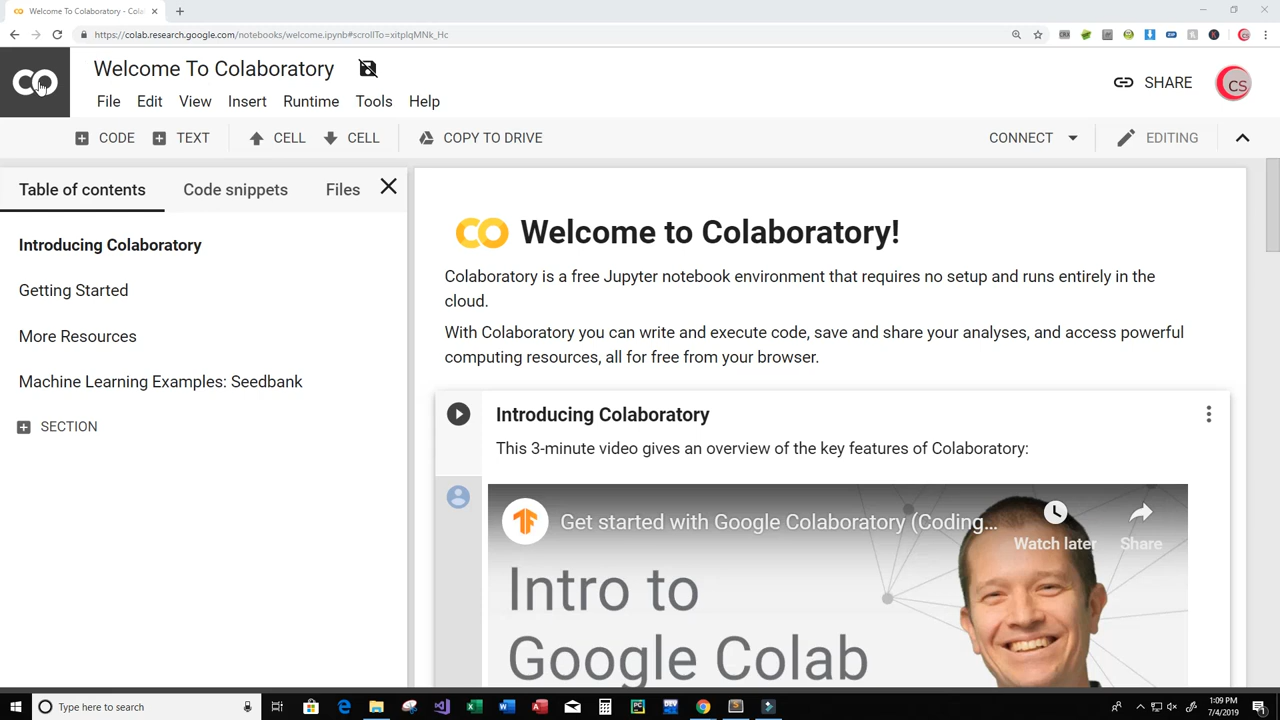 Welcome To Colaboratory - Cola
https://colab.research.google.com/notebooks/welcome.ipynb#scrollTo=xitplqMNk_Hc
CO
Welcome To Colaboratory
SHARE
CS
File Edit View Insert Runtime Tools Help
CODE TEXT CELL CELL COPY TO DRIVE CONNECT EDITING
Table of contents Code snippets Files
Introducing Colaboratory
Getting Started
More Resources
Machine Learning Examples: Seedbank
SECTION
CO Welcome to Colaboratory!
Colaboratory is a free Jupyter notebook environment that requires no setup and runs entirely in the
cloud.
With Colaboratory you can write and execute code, save and share your analyses, and access powerful
computing resources, all for free from your browser.
Introducing Colaboratory
This 3-minute video gives an overview of the key features of Colaboratory:
Get started with Google Colaboratory (Coding...
Watch later Share
Intro to
Google Colab
Type here to search
1:09 PM
7/4/2019